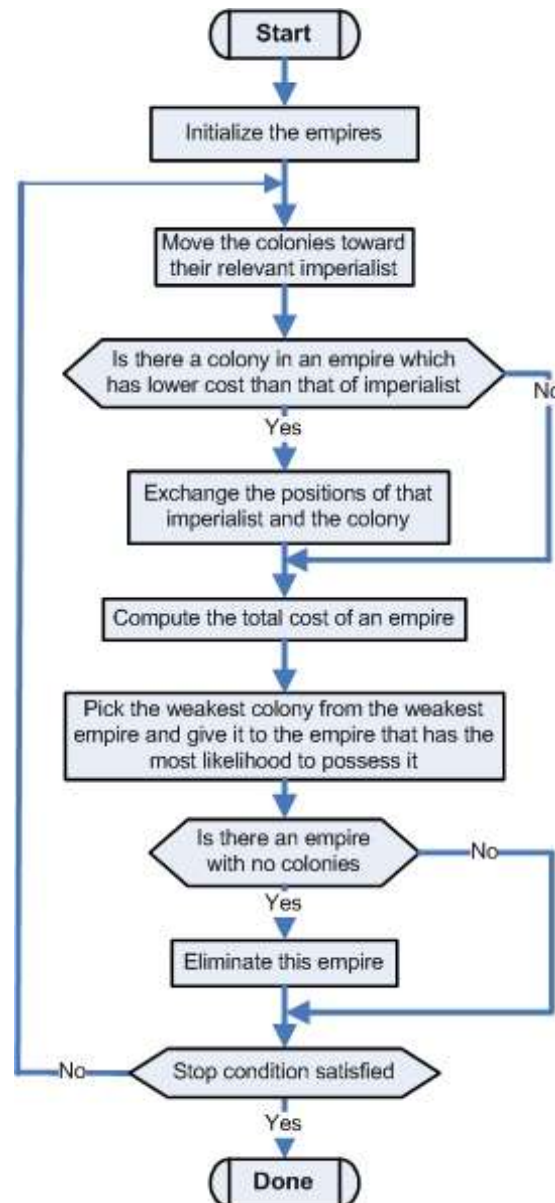 Start
Initialize the empires
Move the colonies toward
their relevant imperialist
Is there a colony in an empire which
has lower cost than that of imperialist
No
Yes
Exchange the positions of that
imperialist and the colony
Compute the total cost of an empire
Pick the weakest colony from the weakest
empire and give it to the empire that has the
most likelihood to possess it
Is there an empire
with no colonies
No
Yes
Eliminate this empire
No
Stop condition satisfied
Yes
Done